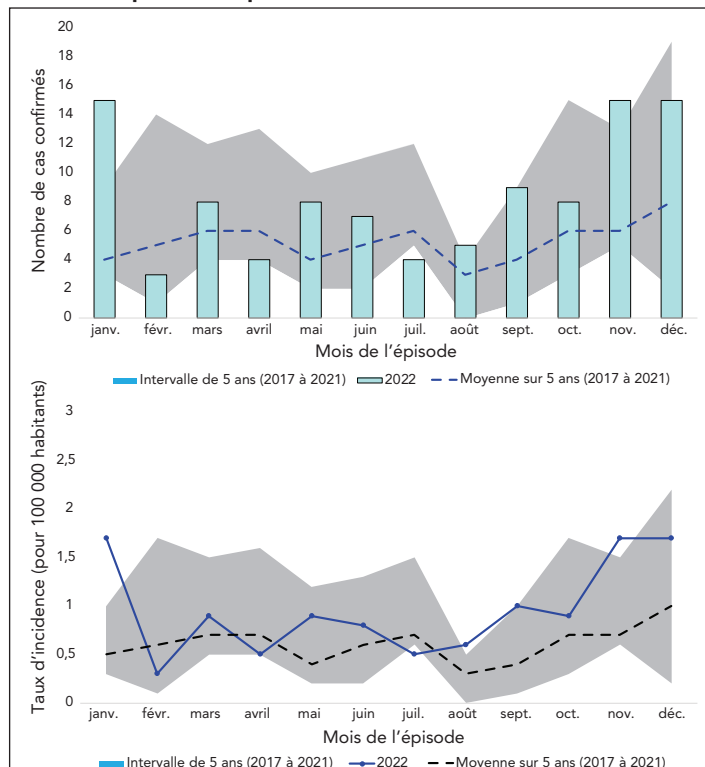 20
18
16
14
12
10
8
6
4
2
0
Nombre de cas confirmés
janv. févr. mars avril mai juin juil. août sept. oct. nov. déc.
Mois de l'épisode
Intervalle de 5 ans (2017 à 2021) 2022 Moyenne sur 5 ans (2017 à 2021)
3
2,5
2
1,5
1
0,5
0
Taux d'incidence (pour 100 000 habitants)
janv. févr. mars avril mai juin juil. août sept. oct. nov. déc.
Mois de l'épisode
Intervalle de 5 ans (2017 à 2021) 2022 Moyenne sur 5 ans (2017 à 2021)